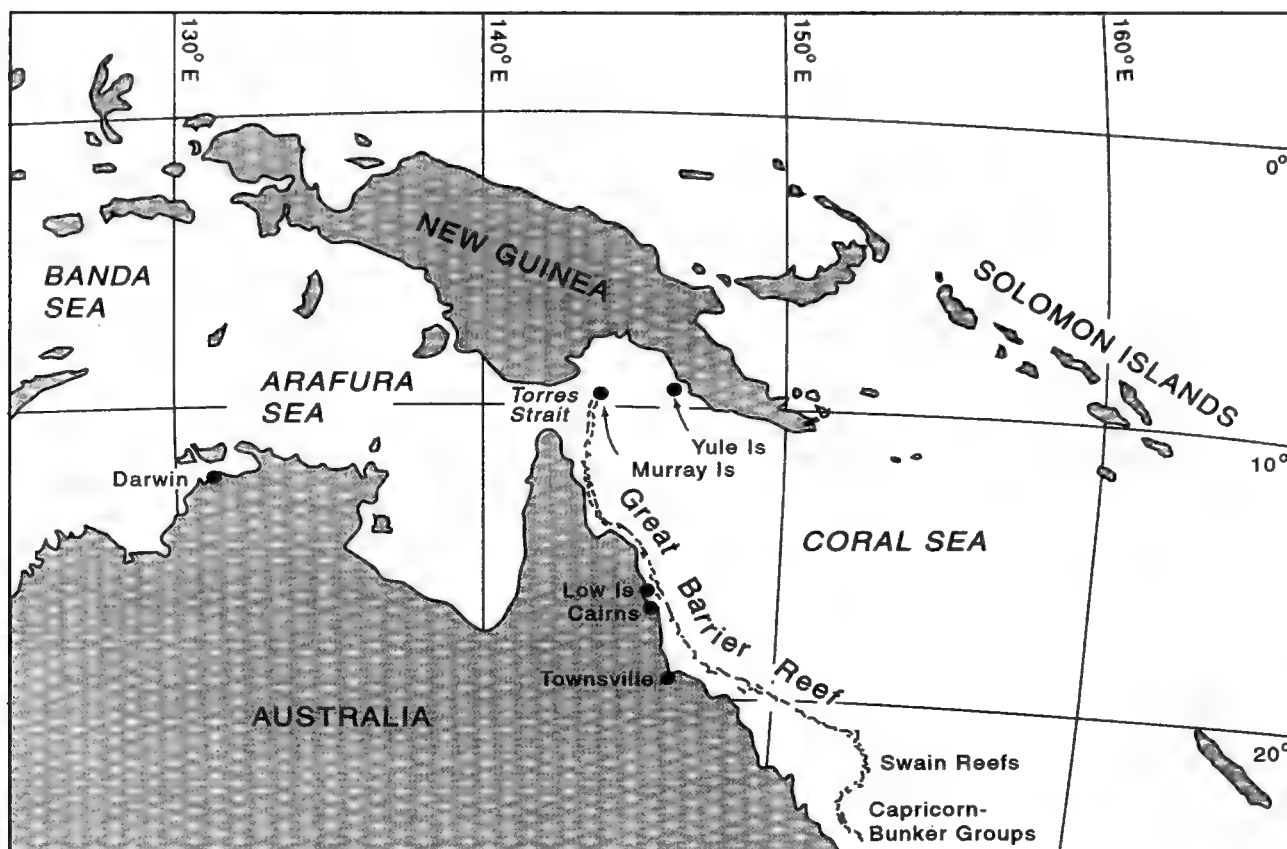 130°E
140°E
150°E
160°E
0°
NEW GUINEA
BANDA
SEA
SOLOMON ISLANDS
ARAFURA
SEA
Torres
Strait
Yule Is
Murray Is
10°
Darwin
Great Barrier Reef
CORAL SEA
Low Is
Cairns
Townsville
AUSTRALIA
20°
Swain Reefs
Capricorn-
Bunker Groups